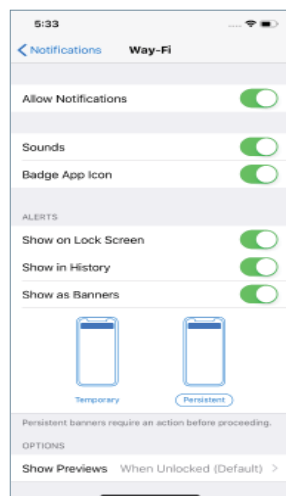 5:33
Notifications Way-Fi
Allow Notifications
Sounds
Badge App Icon
ALERTS
Show on Lock Screen
Show in History
Show as Banners
Temporary Persistent
Persistent banners require an action before proceeding.
OPTIONS
Show Previews When Unlocked (Default)